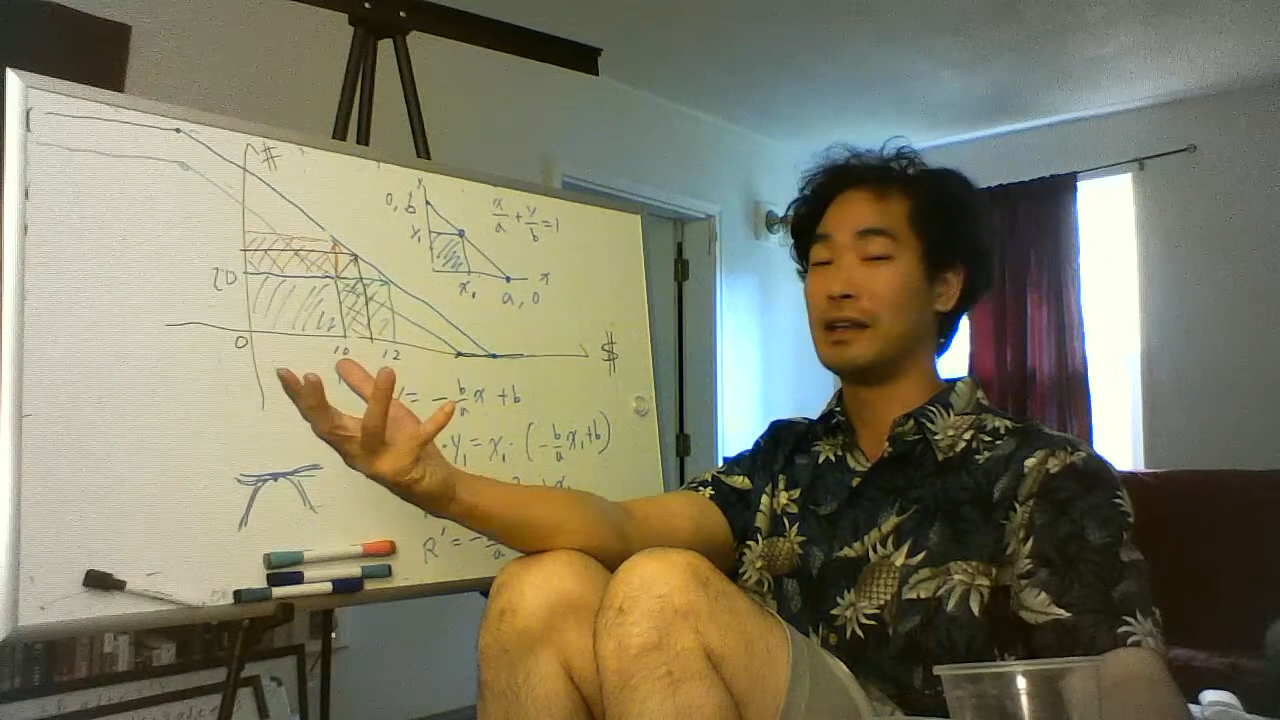 $
0, b
y
x/a + y/b = 1
y₁
20
x
x₁
a, 0
0
10
12
$
y = - b/a x + b
· y₁ = x₁ · (- b/a x₁ + b)
R' = -